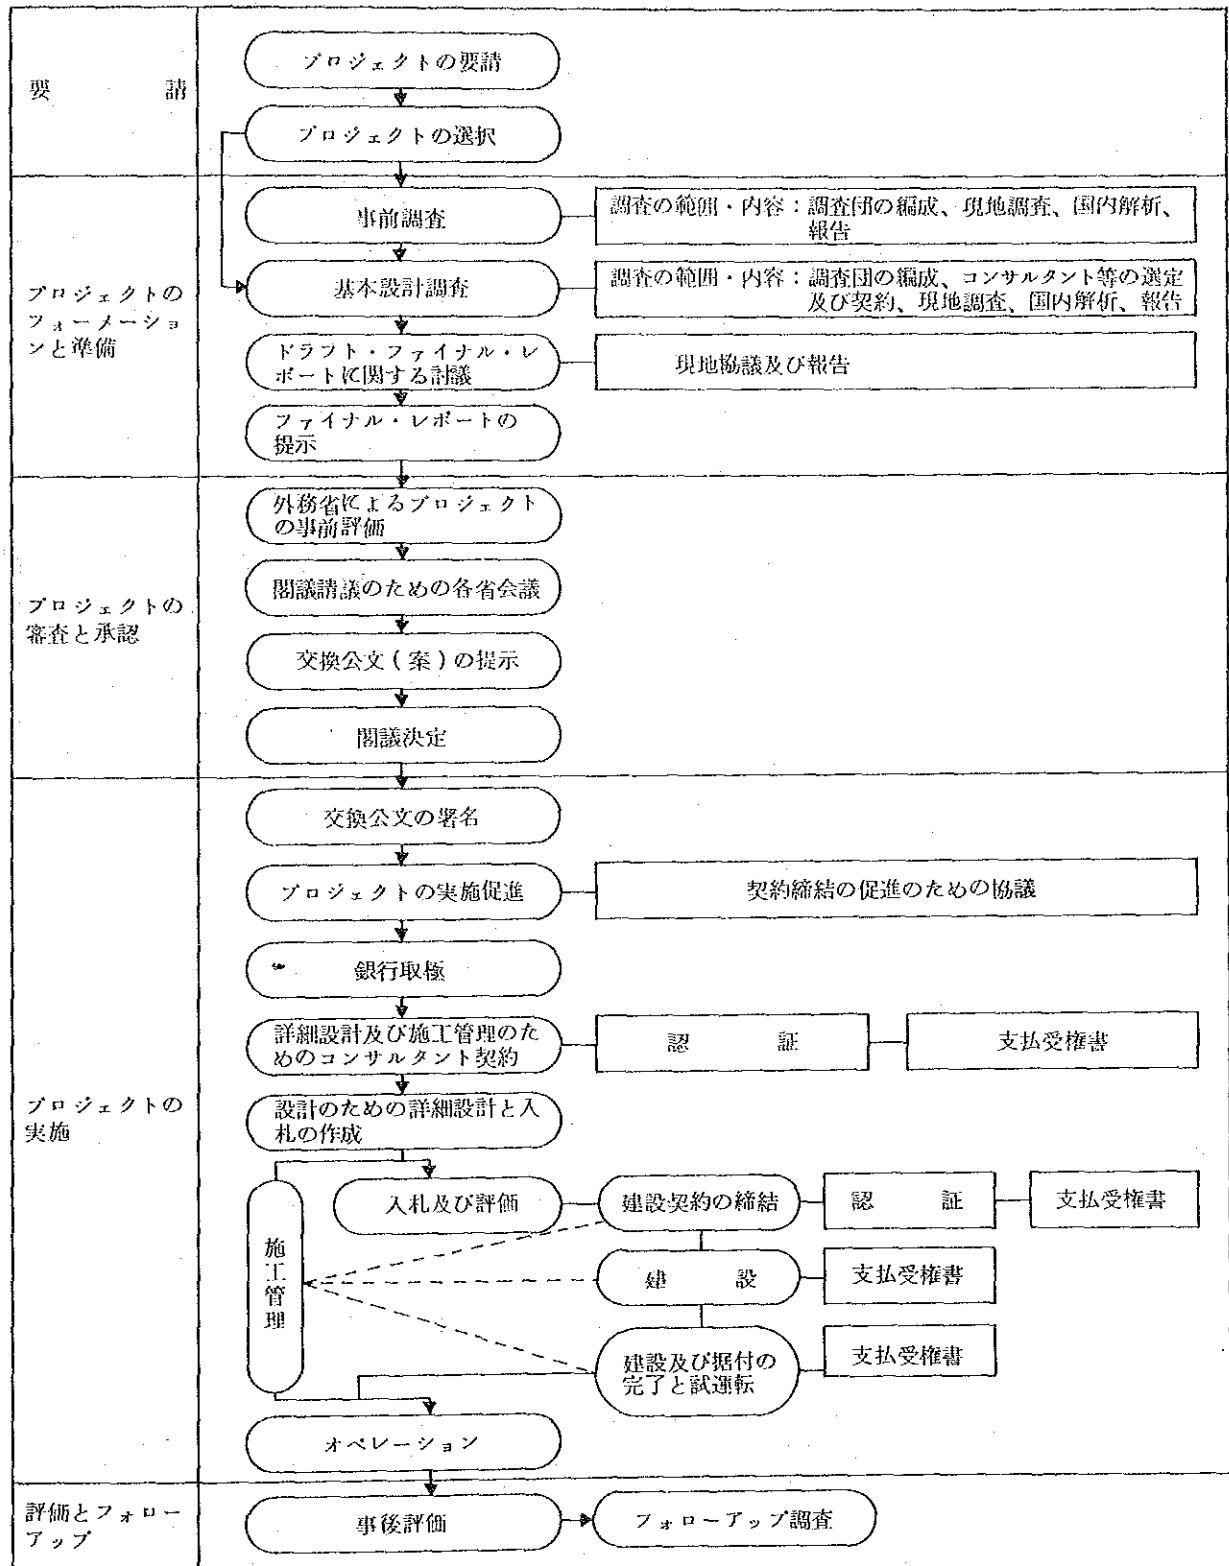 要　　　請
プロジェクトの要請
プロジェクトの選択
プロジェクトの
フォーメーショ
ンと準備
事前調査
調査の範囲・内容：調査団の編成、現地調査、国内解析、
報告
基本設計調査
調査の範囲・内容：調査団の編成、コンサルタント等の選定
及び契約、現地調査、国内解析、報告
ドラフト・ファイナル・レ
ポートに関する討議
現地協議及び報告
ファイナル・レポートの
提示
プロジェクトの
審査と承認
外務省によるプロジェクト
の事前評価
閣議請議のための各省会議
交換公文（案）の提示
閣議決定
プロジェクトの
実施
交換公文の署名
プロジェクトの実施促進
契約締結の促進のための協議
銀行取極
詳細設計及び施工管理のた
めのコンサルタント契約
認　　　証
支払受権書
設計のための詳細設計と入
札の作成
施工管理
入札及び評価
建設契約の締結
認　　　証
支払受権書
建　　　設
支払受権書
建設及び据付の
完了と試運転
支払受権書
オペレーション
評価とフォロー
アップ
事後評価
フォローアップ調査